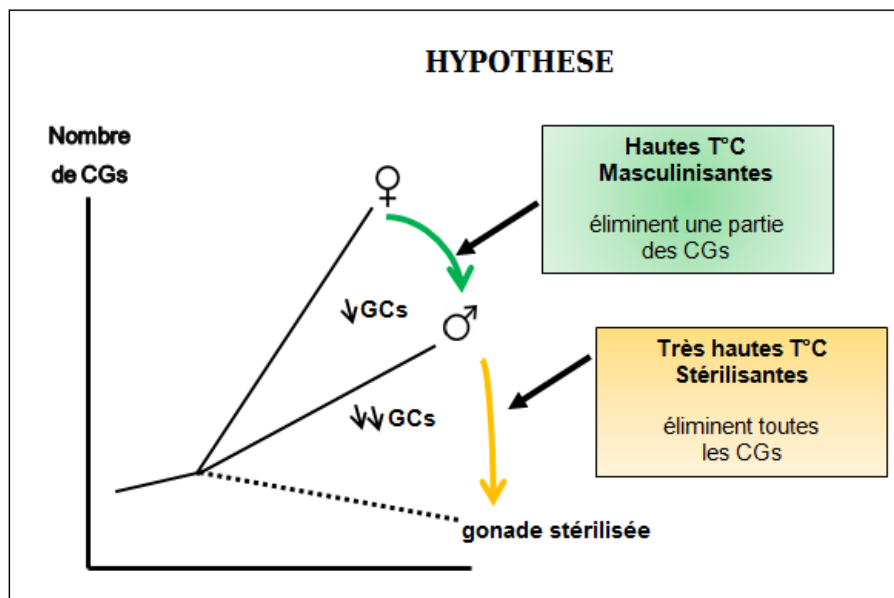 HYPOTHESE
Nombre
de CGs
♀
Hautes T°C
Masculinisantes
éliminent une partie
des CGs
↓GCs
♂
Très hautes T°C
Stérilisantes
éliminent toutes
les CGs
↓↓GCs
gonade stérilisée